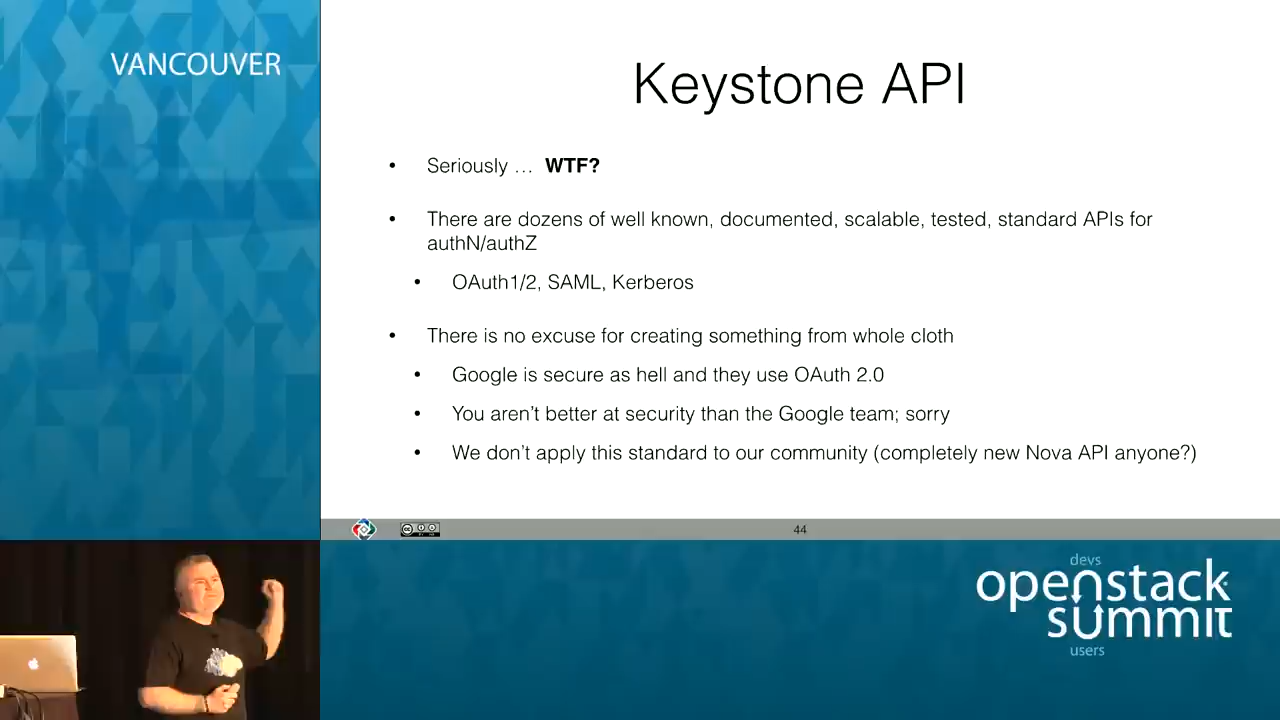 VANCOUVER
Keystone API
• Seriously … WTF?
• There are dozens of well known, documented, scalable, tested, standard APIs for
authN/authZ
• OAuth1/2, SAML, Kerberos
• There is no excuse for creating something from whole cloth
• Google is secure as hell and they use OAuth 2.0
• You aren't better at security than the Google team; sorry
• We don't apply this standard to our community (completely new Nova API anyone?)
44
devs
openstack
summit
users